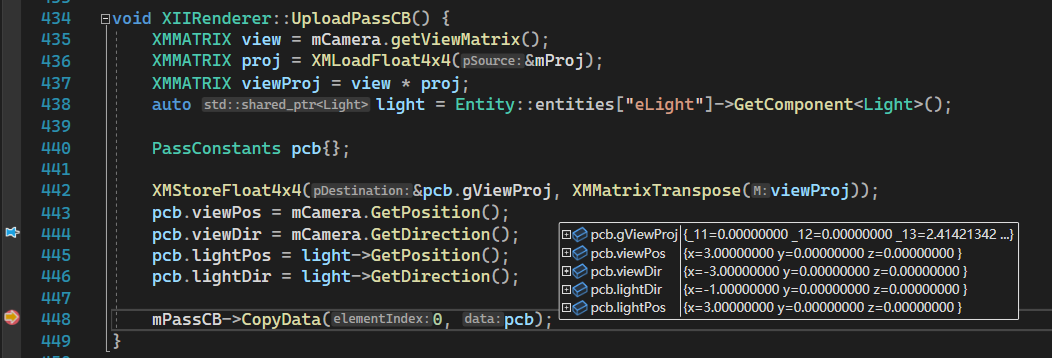 434 void XIIRenderer::UploadPassCB() {
435 XMMATRIX view = mCamera.getViewMatrix();
436 XMMATRIX proj = XMLoadFloat4x4(pSource:&mProj);
437 XMMATRIX viewProj = view * proj;
438 auto std::shared_ptr<Light> light = Entity::entities["eLight"]->GetComponent<Light>();
439
440 PassConstants pcb{};
441
442 XMStoreFloat4x4(pDestination:&pcb.gViewProj, XMMatrixTranspose(M:viewProj));
443 pcb.viewPos = mCamera.GetPosition();
444 pcb.viewDir = mCamera.GetDirection();
445 pcb.lightPos = light->GetPosition();
446 pcb.lightDir = light->GetDirection();
447
448 mPassCB->CopyData(elementIndex:0, data:pcb);
449 }
pcb.gViewProj {_11=0.00000000 _12=0.00000000 _13=2.41421342 ...}
pcb.viewPos {x=3.00000000 y=0.00000000 z=0.00000000 }
pcb.viewDir {x=-3.00000000 y=0.00000000 z=0.00000000 }
pcb.lightDir {x=-1.00000000 y=0.00000000 z=0.00000000 }
pcb.lightPos {x=3.00000000 y=0.00000000 z=0.00000000 }